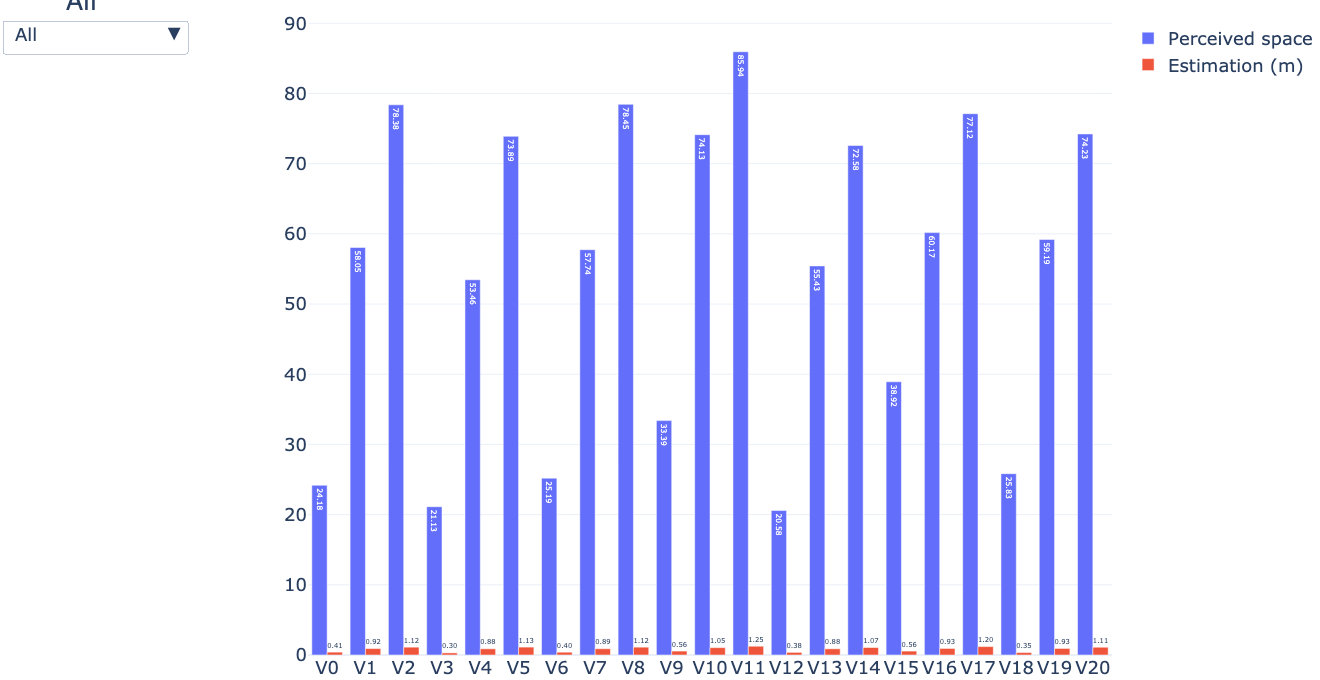 All
All ▼
Perceived space
Estimation (m)
90
80
70
60
50
40
30
20
10
0
24.18 0.41 58.05 0.92 78.38 1.12 21.13 0.30 53.46 0.88 73.89 1.13 25.19 0.40 57.74 0.89 78.45 1.12 33.39 0.56 74.13 1.05 85.94 1.25 20.58 0.38 55.43 0.88 72.58 1.07 38.92 0.56 60.17 0.93 77.12 1.20 25.83 0.35 59.19 0.93 74.23 1.11
V0 V1 V2 V3 V4 V5 V6 V7 V8 V9 V10 V11 V12 V13 V14 V15 V16 V17 V18 V19 V20